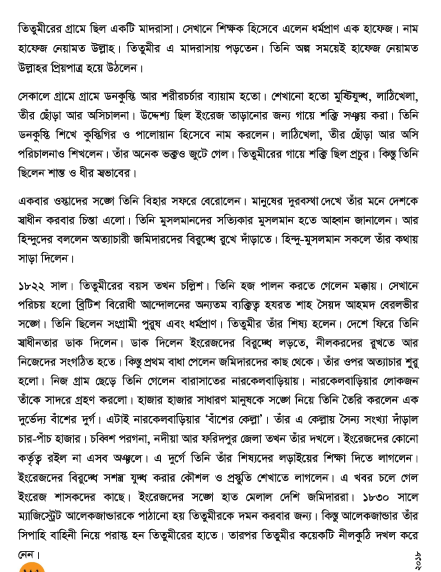 তিতুমীরের গ্রামে ছিল একটি মাদরাসা। সেখানে শিক্ষক হিসেবে এলেন ধর্মপ্রাণ এক হাফেজ। নাম
হাফেজ নেয়ামত উল্লাহ। তিতুমীর এ মাদরাসায় পড়তেন। তিনি অল্প সময়েই হাফেজ নেয়ামত
উল্লাহর প্রিয়পাত্র হয়ে উঠলেন।
সেকালে গ্রামে গ্রামে ডনকুস্তি আর শরীরচর্চার ব্যায়াম হতো। শেখানো হতো মুষ্টিযুদ্ধ, লাঠিখেলা,
তীর ছোঁড়া আর অসিচালনা। উদ্দেশ্য ছিল ইংরেজ তাড়ানোর জন্য গায়ে শক্তি সঞ্চয় করা। তিনি
ডনকুস্তি শিখে কুস্তিগির ও পালোয়ান হিসেবে নাম করলেন। লাঠিখেলা, তীর ছোঁড়া আর অসি
পরিচালনাও শিখলেন। তাঁর অনেক ভক্তও জুটে গেল। তিতুমীরের গায়ে শক্তি ছিল প্রচুর। কিন্তু তিনি
ছিলেন শান্ত ও ধীর স্বভাবের।
একবার ওস্তাদের সঙ্গে তিনি বিহার সফরে বেরোলেন। মানুষের দুরবস্থা দেখে তাঁর মনে দেশকে
স্বাধীন করবার চিন্তা এলো। তিনি মুসলমানদের সত্যিকার মুসলমান হতে আহ্বান জানালেন। আর
হিন্দুদের বললেন অত্যাচারী জমিদারদের বিরুদ্ধে রুখে দাঁড়াতে। হিন্দু-মুসলমান সকলে তাঁর কথায়
সাড়া দিলেন।
১৮২২ সাল। তিতুমীরের বয়স তখন চল্লিশ। তিনি হজ পালন করতে গেলেন মক্কায়। সেখানে
পরিচয় হলো ব্রিটিশ বিরোধী আন্দোলনের অন্যতম ব্যক্তিত্ব হযরত শাহ সৈয়দ আহমদ বেরলভীর
সঙ্গে। তিনি ছিলেন সংগ্রামী পুরুষ এবং ধর্মপ্রাণ। তিতুমীর তাঁর শিষ্য হলেন। দেশে ফিরে তিনি
স্বাধীনতার ডাক দিলেন। ডাক দিলেন ইংরেজদের বিরুদ্ধে লড়তে, নীলকরদের রুখতে আর
নিজেদের সংগঠিত হতে। কিন্তু প্রথম বাধা পেলেন জমিদারদের কাছ থেকে। তাঁর ওপর অত্যাচার শুরু
হলো। নিজ গ্রাম ছেড়ে তিনি গেলেন বারাসাতের নারকেলবাড়িয়ায়। নারকেলবাড়িয়ার লোকজন
তাঁকে সাদরে গ্রহণ করলো। হাজার হাজার সাধারণ মানুষকে সঙ্গে নিয়ে তিনি তৈরি করলেন এক
দুর্ভেদ্য বাঁশের দুর্গ। এটাই নারকেলবাড়িয়ার ‘বাঁশের কেল্লা’। তাঁর এ কেল্লায় সৈন্য সংখ্যা দাঁড়াল
চার-পাঁচ হাজার। চব্বিশ পরগনা, নদীয়া আর ফরিদপুর জেলা তখন তাঁর দখলে। ইংরেজদের কোনো
কর্তৃত্ব রইল না এসব অঞ্চলে। এ দুর্গে তিনি তাঁর শিষ্যদের লড়াইয়ের শিক্ষা দিতে লাগলেন।
ইংরেজদের বিরুদ্ধে সশস্ত্র যুদ্ধ করার কৌশল ও প্রস্তুতি শেখাতে লাগলেন। এ খবর চলে গেল
ইংরেজ শাসকদের কাছে। ইংরেজদের সঙ্গে হাত মেলাল দেশি জমিদাররা। ১৮৩০ সালে
ম্যাজিস্ট্রেট আলেকজান্ডারকে পাঠানো হয় তিতুমীরকে দমন করবার জন্য। কিন্তু আলেকজান্ডার তাঁর
সিপাহি বাহিনী নিয়ে পরাস্ত হন তিতুমীরের হাতে। তারপর তিতুমীর কয়েকটি নীলকুঠি দখল করে
নেন।
২০১৮